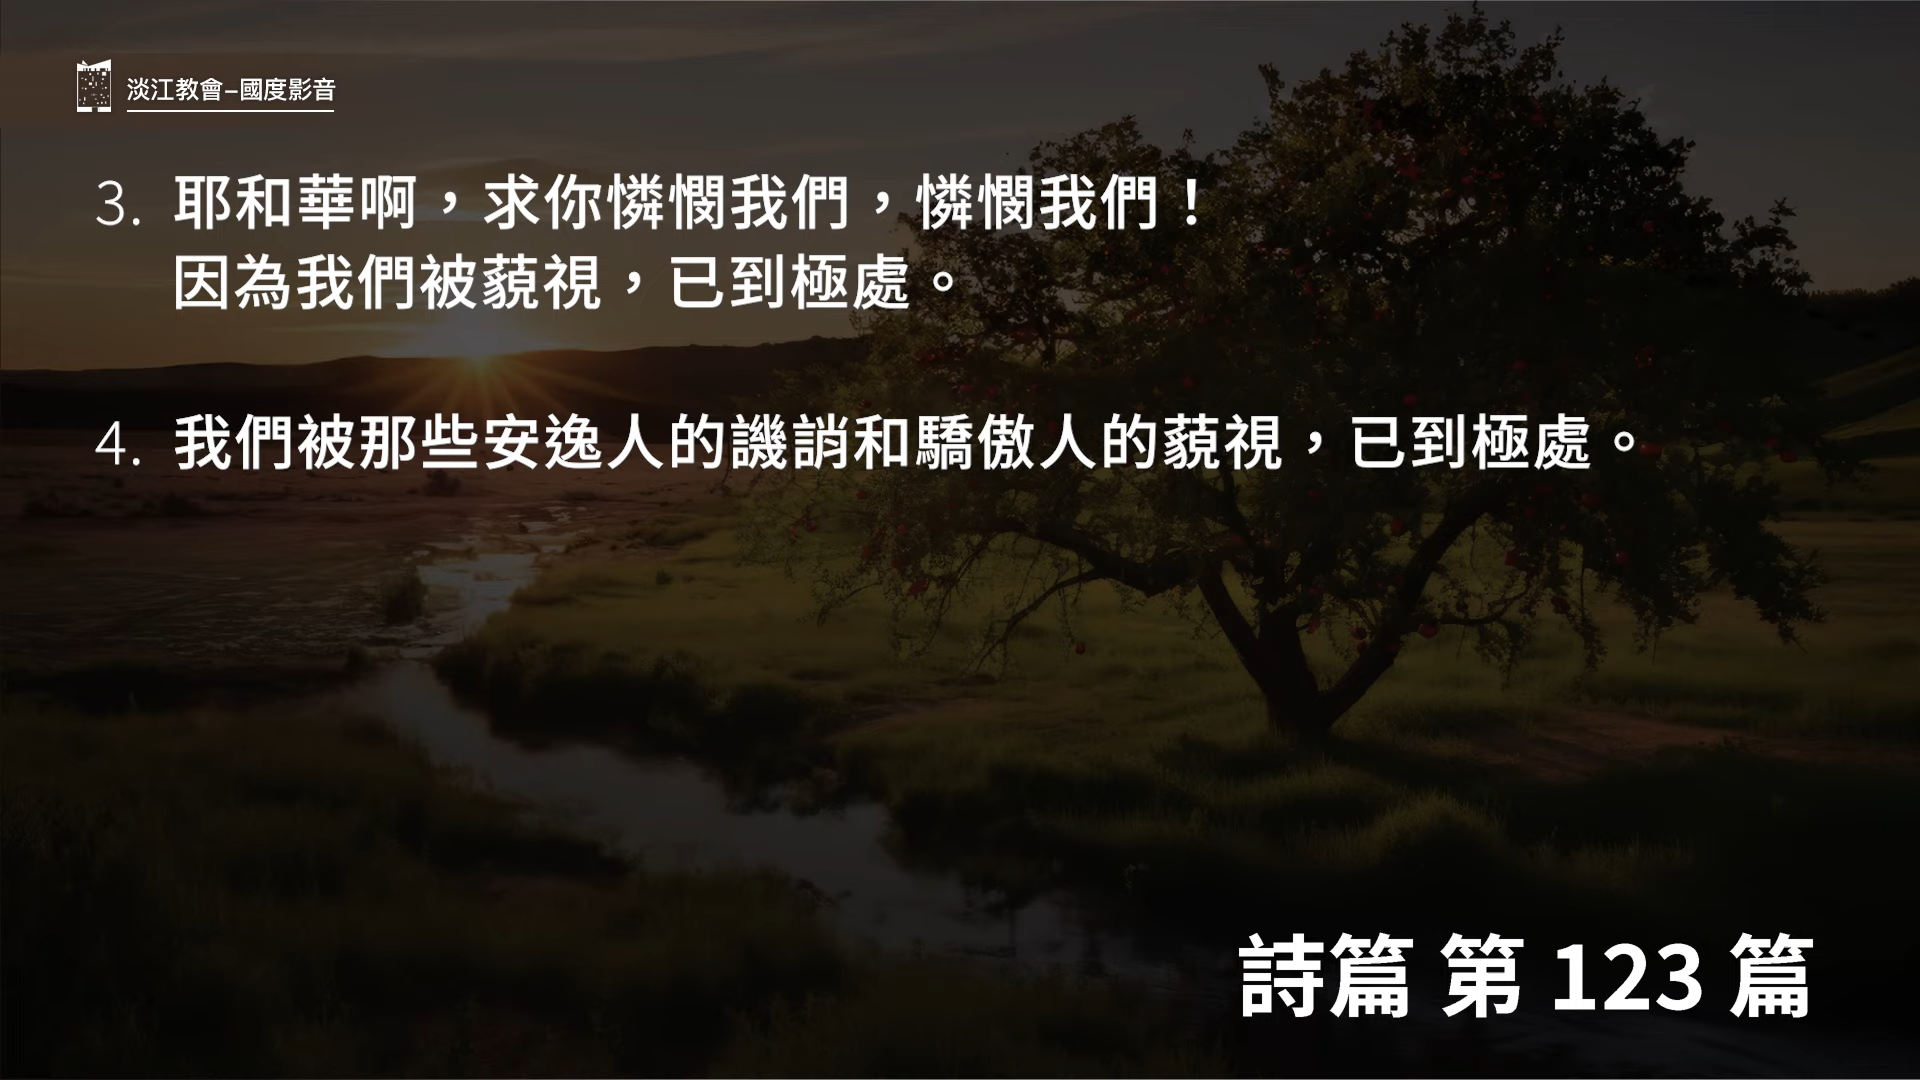 淡江教會–國度影音
3. 耶和華啊，求你憐憫我們，憐憫我們！
因為我們被藐視，已到極處。
4. 我們被那些安逸人的譏誚和驕傲人的藐視，已到極處。
詩篇 第 123 篇